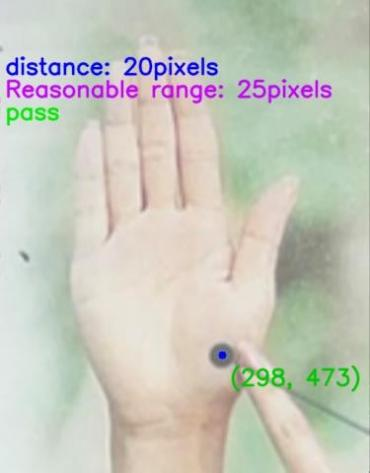 distance: 20pixels
Reasonable range: 25pixels
pass
(298, 473)